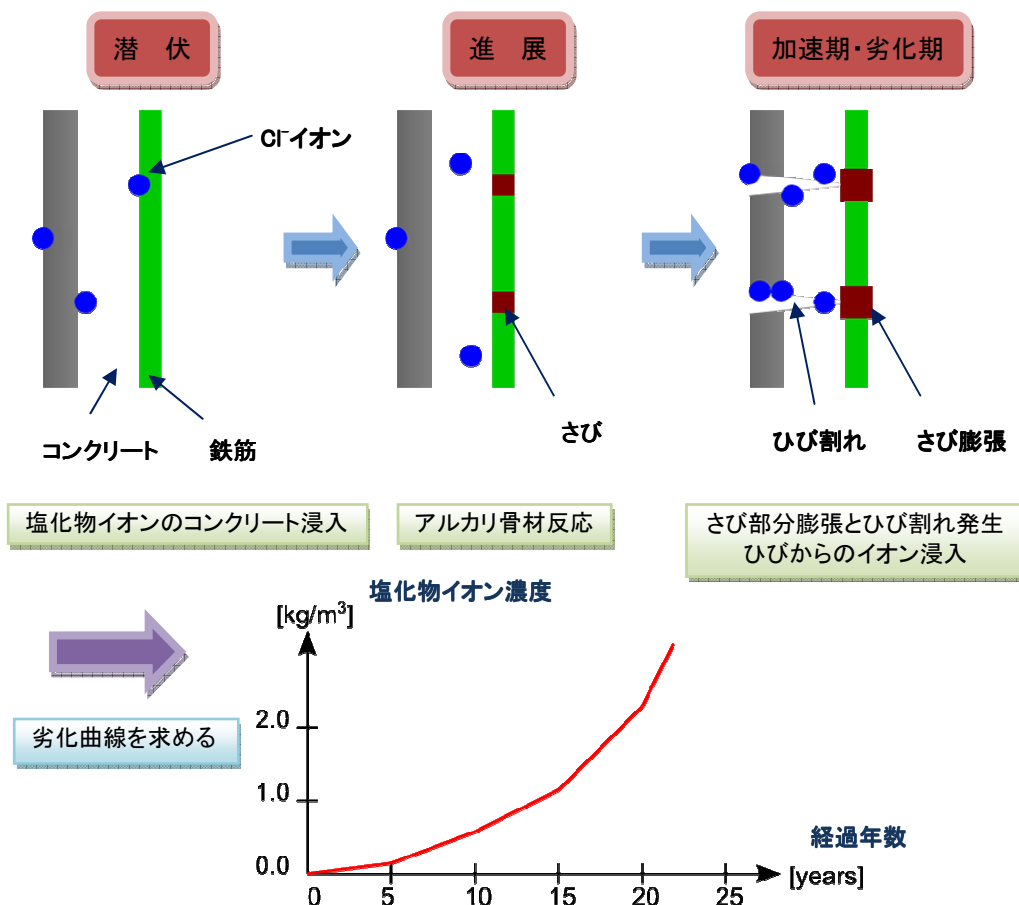 潜　伏
進　展
加速期・劣化期
Cl⁻イオン
コンクリート
鉄筋
さび
ひび割れ
さび膨張
塩化物イオンのコンクリート浸入
アルカリ骨材反応
さび部分膨張とひび割れ発生
ひびからのイオン浸入
劣化曲線を求める
塩化物イオン濃度
[kg/m³]
2.0
1.0
0.0
0 5 10 15 20 25
経過年数
[years]